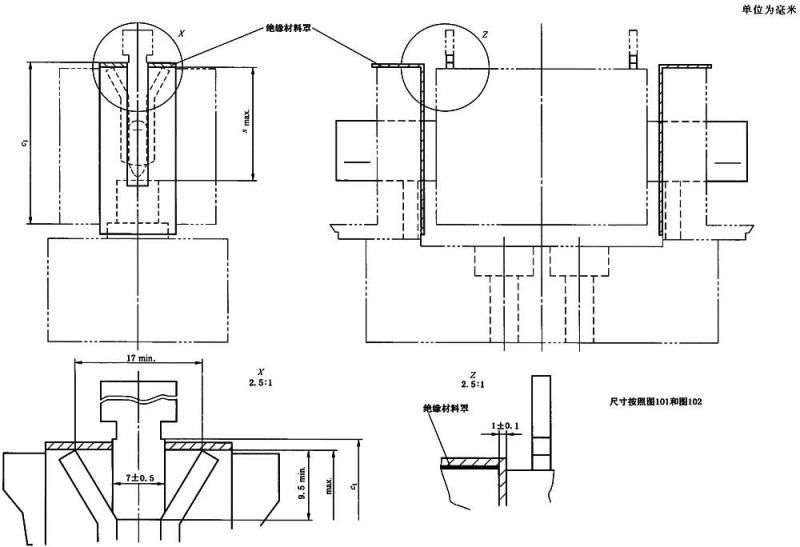 单位为毫米
X
绝缘材料罩
Z
c₁
s max.
17 min.
X
2.5:1
7±0.5
9.5 min.
max.
c₁
Z
2.5:1
绝缘材料罩
1±0.1
尺寸按照图101和图102